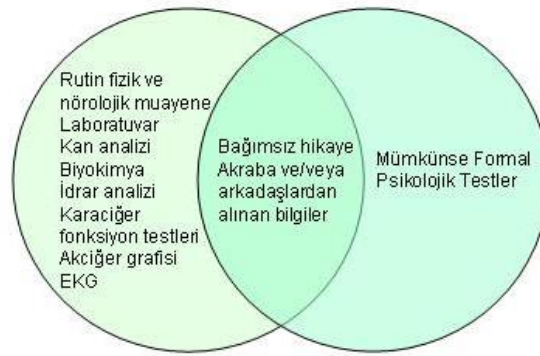 Rutin fizik ve
nörolojik muayene
Laboratuvar
Kan analizi
Biyokimya
İdrar analizi
Karaciğer
fonksiyon testleri
Akciğer grafisi
EKG
Bağımsız hikaye
Akraba ve/veya
arkadaşlardan
alınan bilgiler
Mümkünse Formal
Psikolojik Testler